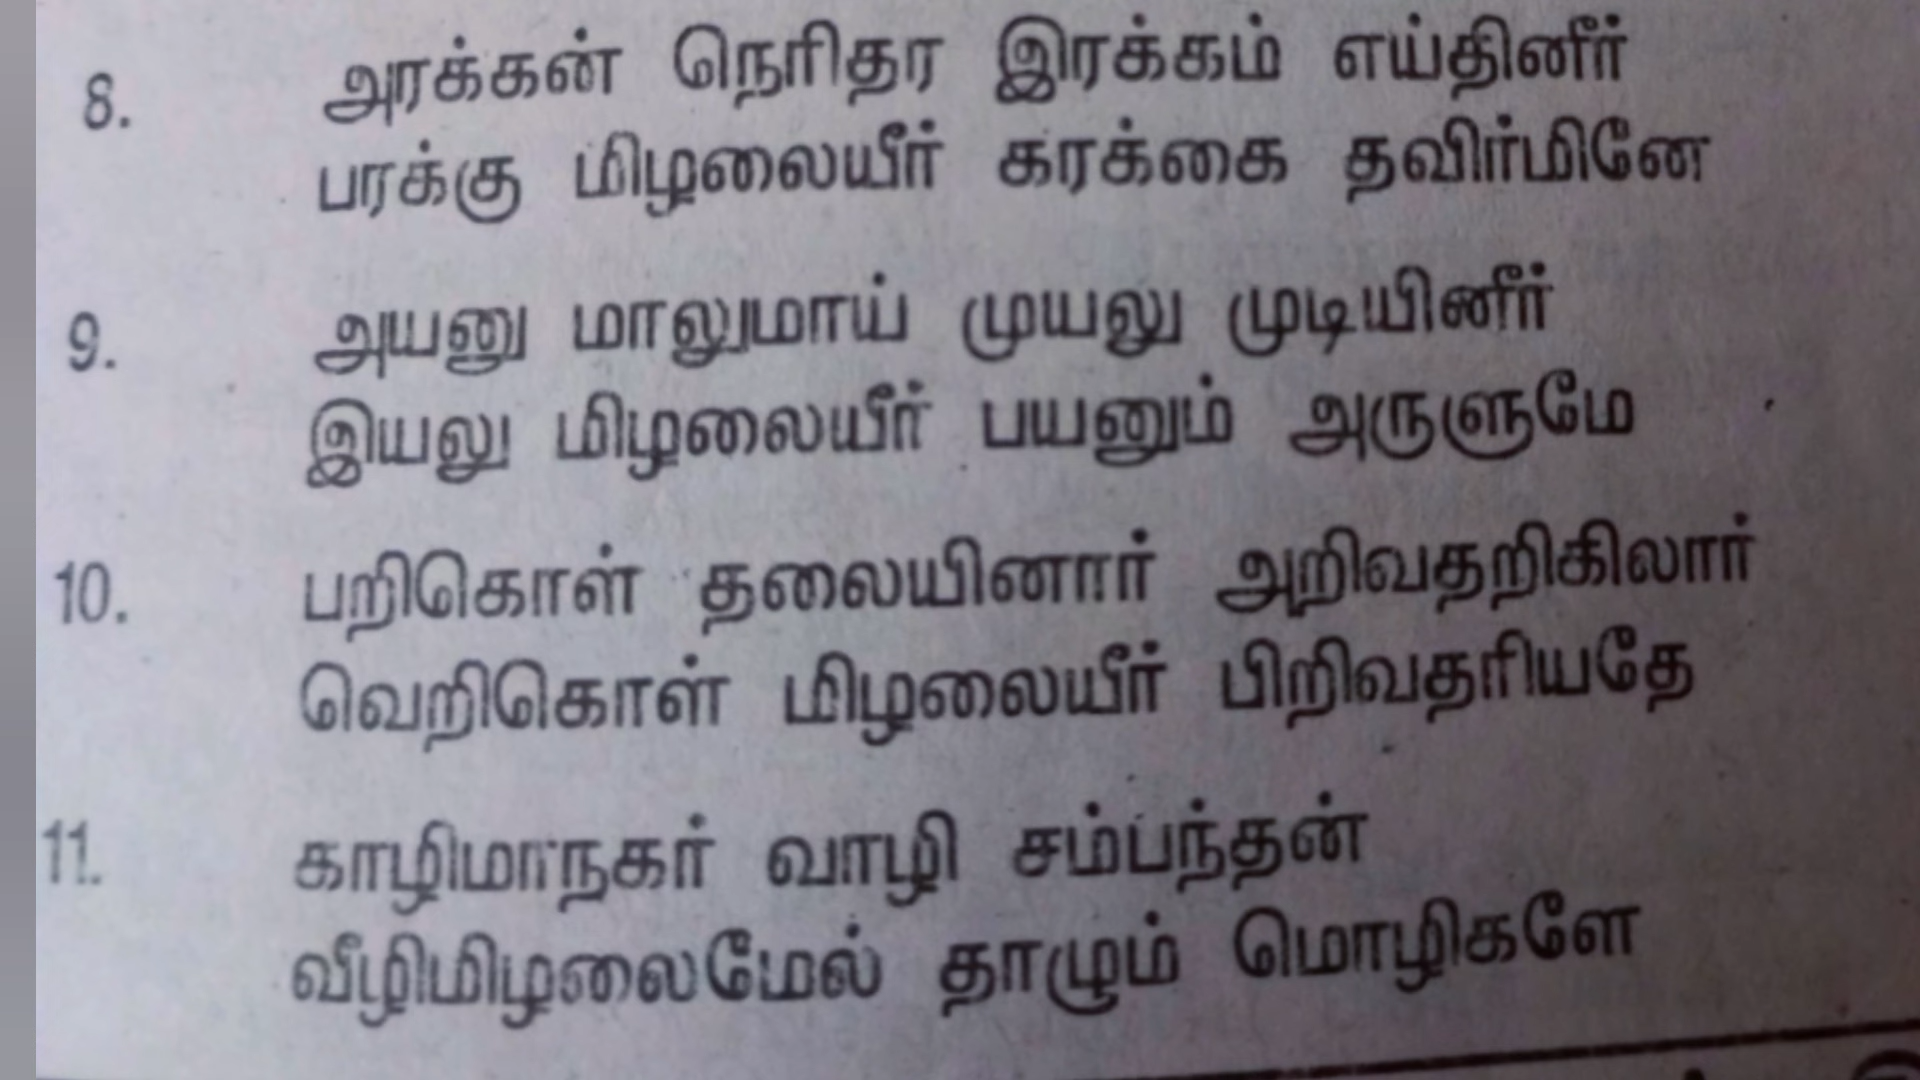 8. அரக்கன் நெரிதர இரக்கம் எய்தினீர்
பரக்கு மிழலையீர் கரக்கை தவிர்மினே
9. அயனு மாலுமாய் முயலு முடியினீர்
இயலு மிழலையீர் பயனும் அருளுமே
10. பறிகொள் தலையினார் அறிவதறிகிலார்
வெறிகொள் மிழலையீர் பிறிவதரியதே
11. காழிமாநகர் வாழி சம்பந்தன்
வீழிமிழலைமேல் தாழும் மொழிகளே